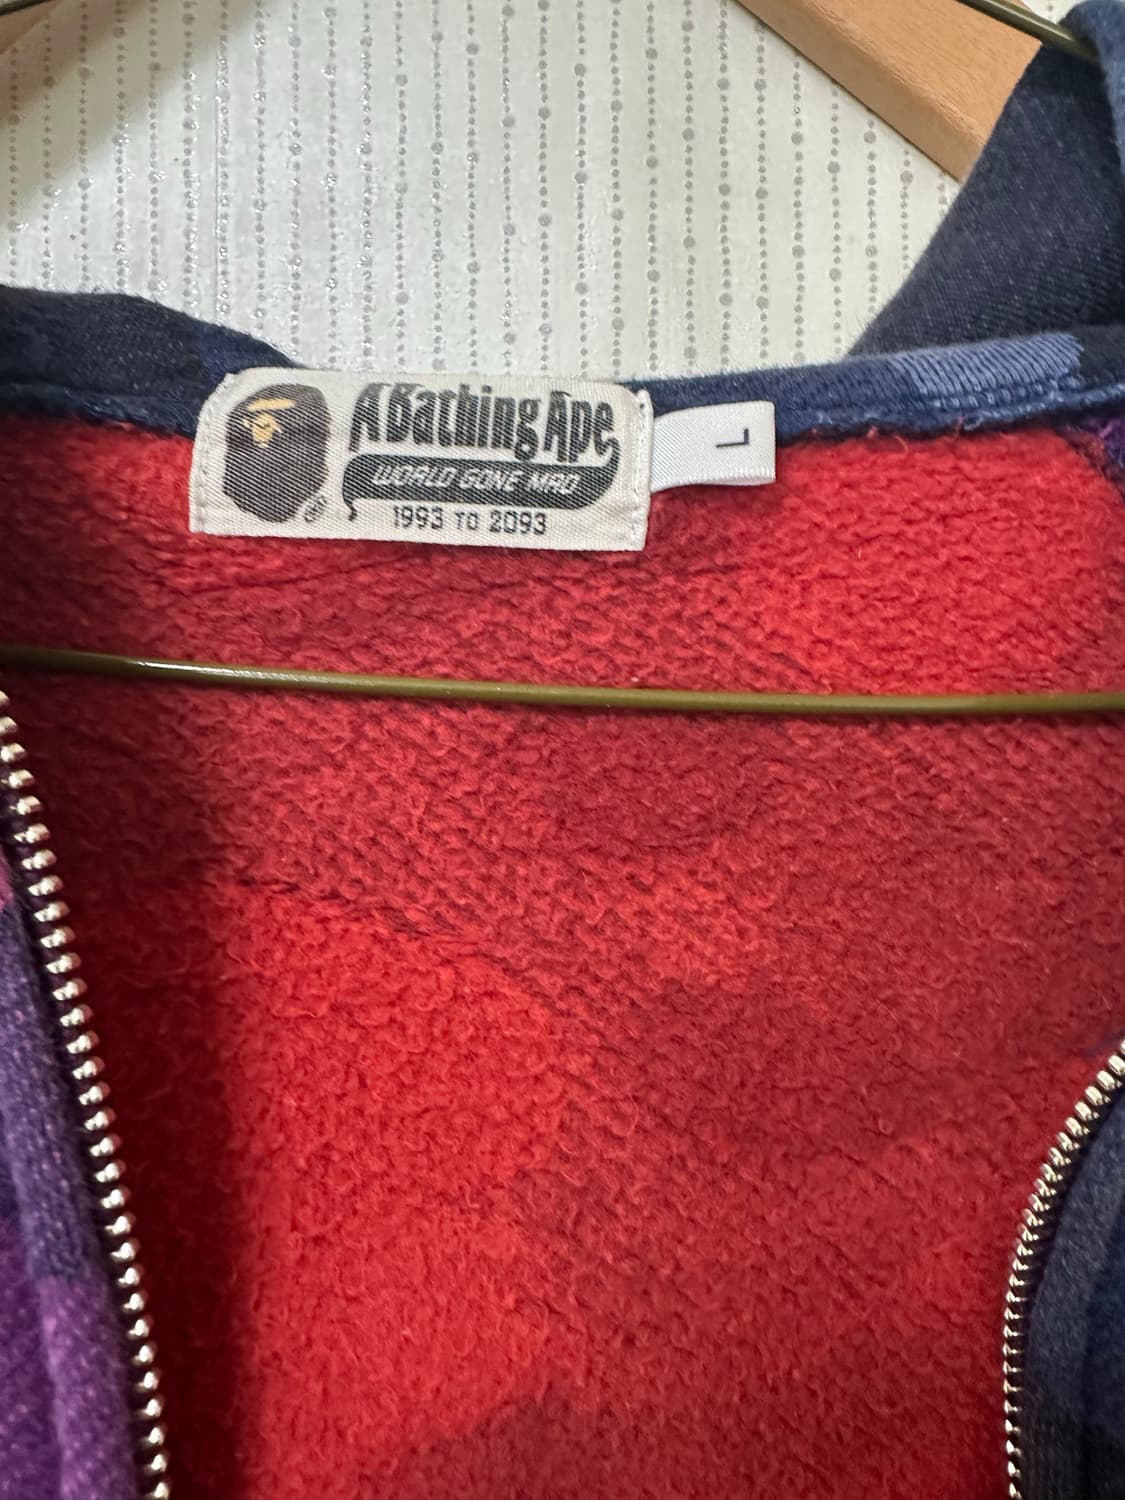 A Bathing Ape
WORLD GONE MAD
®
1993 TO 2093
L